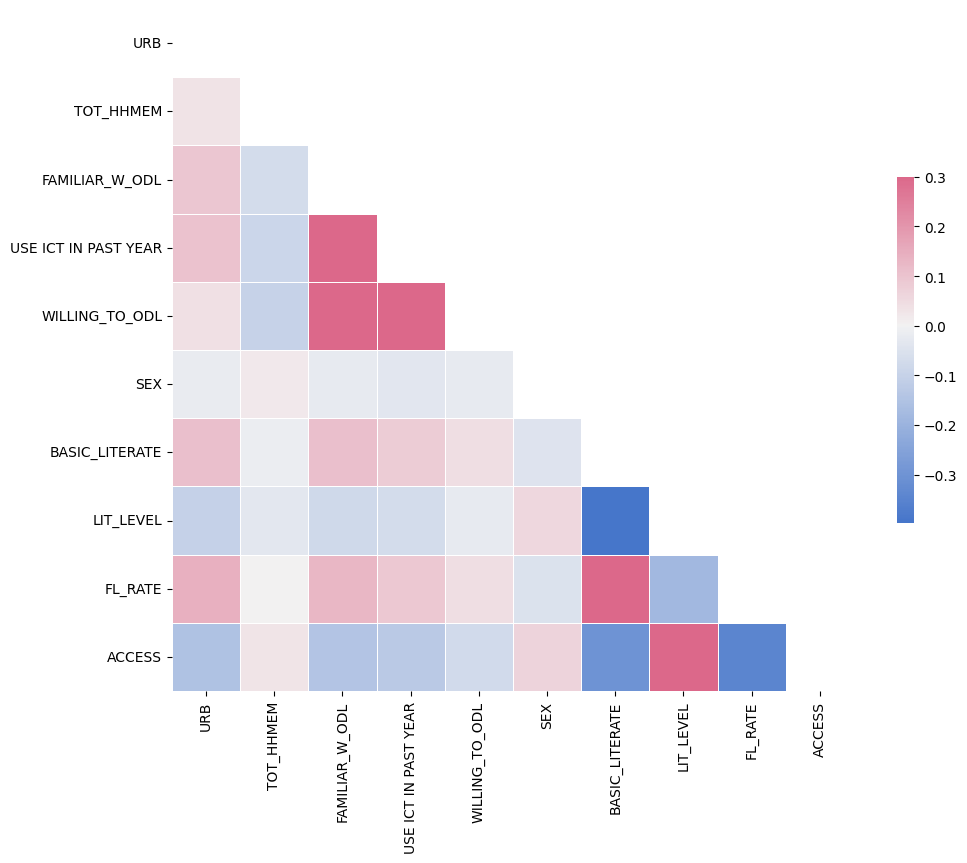 URB
TOT_HHMEM
FAMILIAR_W_ODL
USE ICT IN PAST YEAR
WILLING_TO_ODL
SEX
BASIC_LITERATE
LIT_LEVEL
FL_RATE
ACCESS
URB
TOT_HHMEM
FAMILIAR_W_ODL
USE ICT IN PAST YEAR
WILLING_TO_ODL
SEX
BASIC_LITERATE
LIT_LEVEL
FL_RATE
ACCESS
0.3
0.2
0.1
0.0
−0.1
−0.2
−0.3